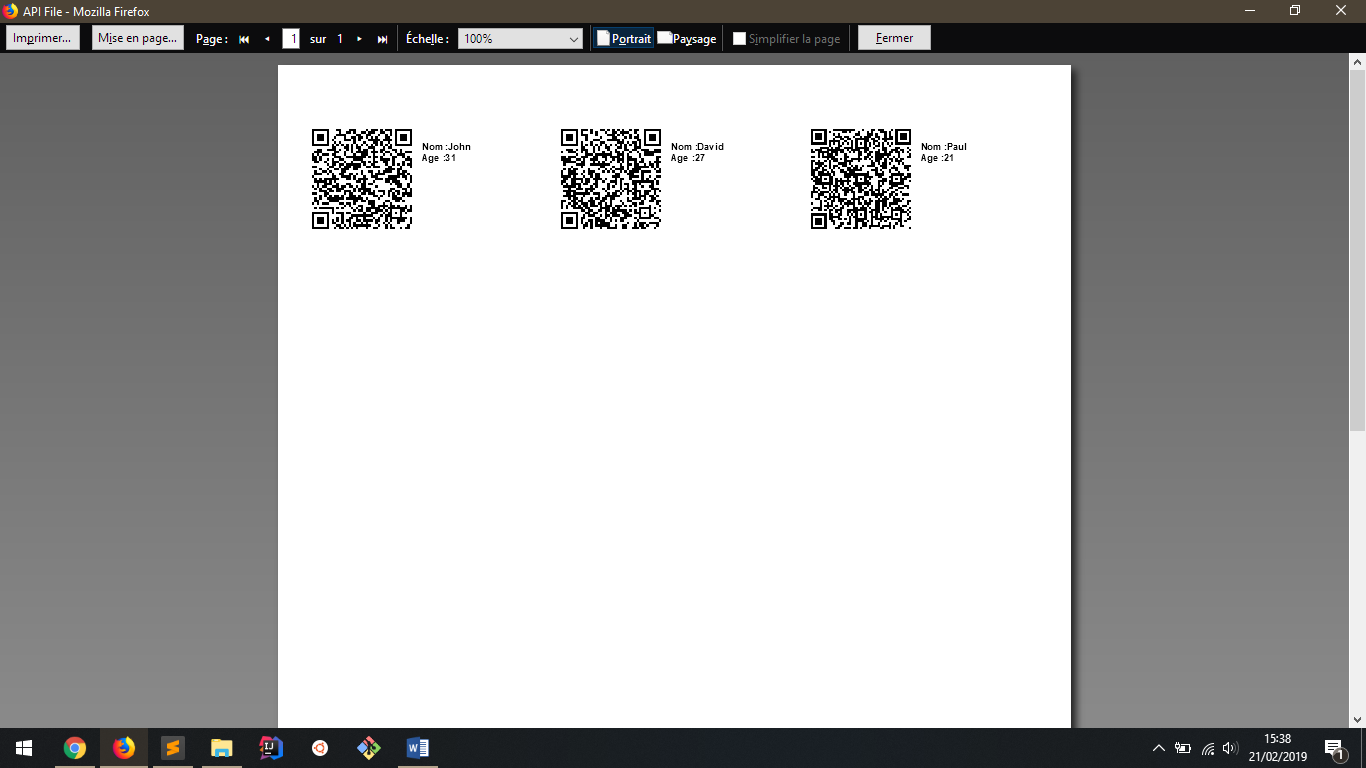 API File - Mozilla Firefox
Imprimer... Mise en page... Page : 1 sur 1 Échelle : 100% Portrait Paysage Simplifier la page Fermer
Nom :John
Age :31
Nom :David
Age :27
Nom :Paul
Age :21
15:38
21/02/2019
1